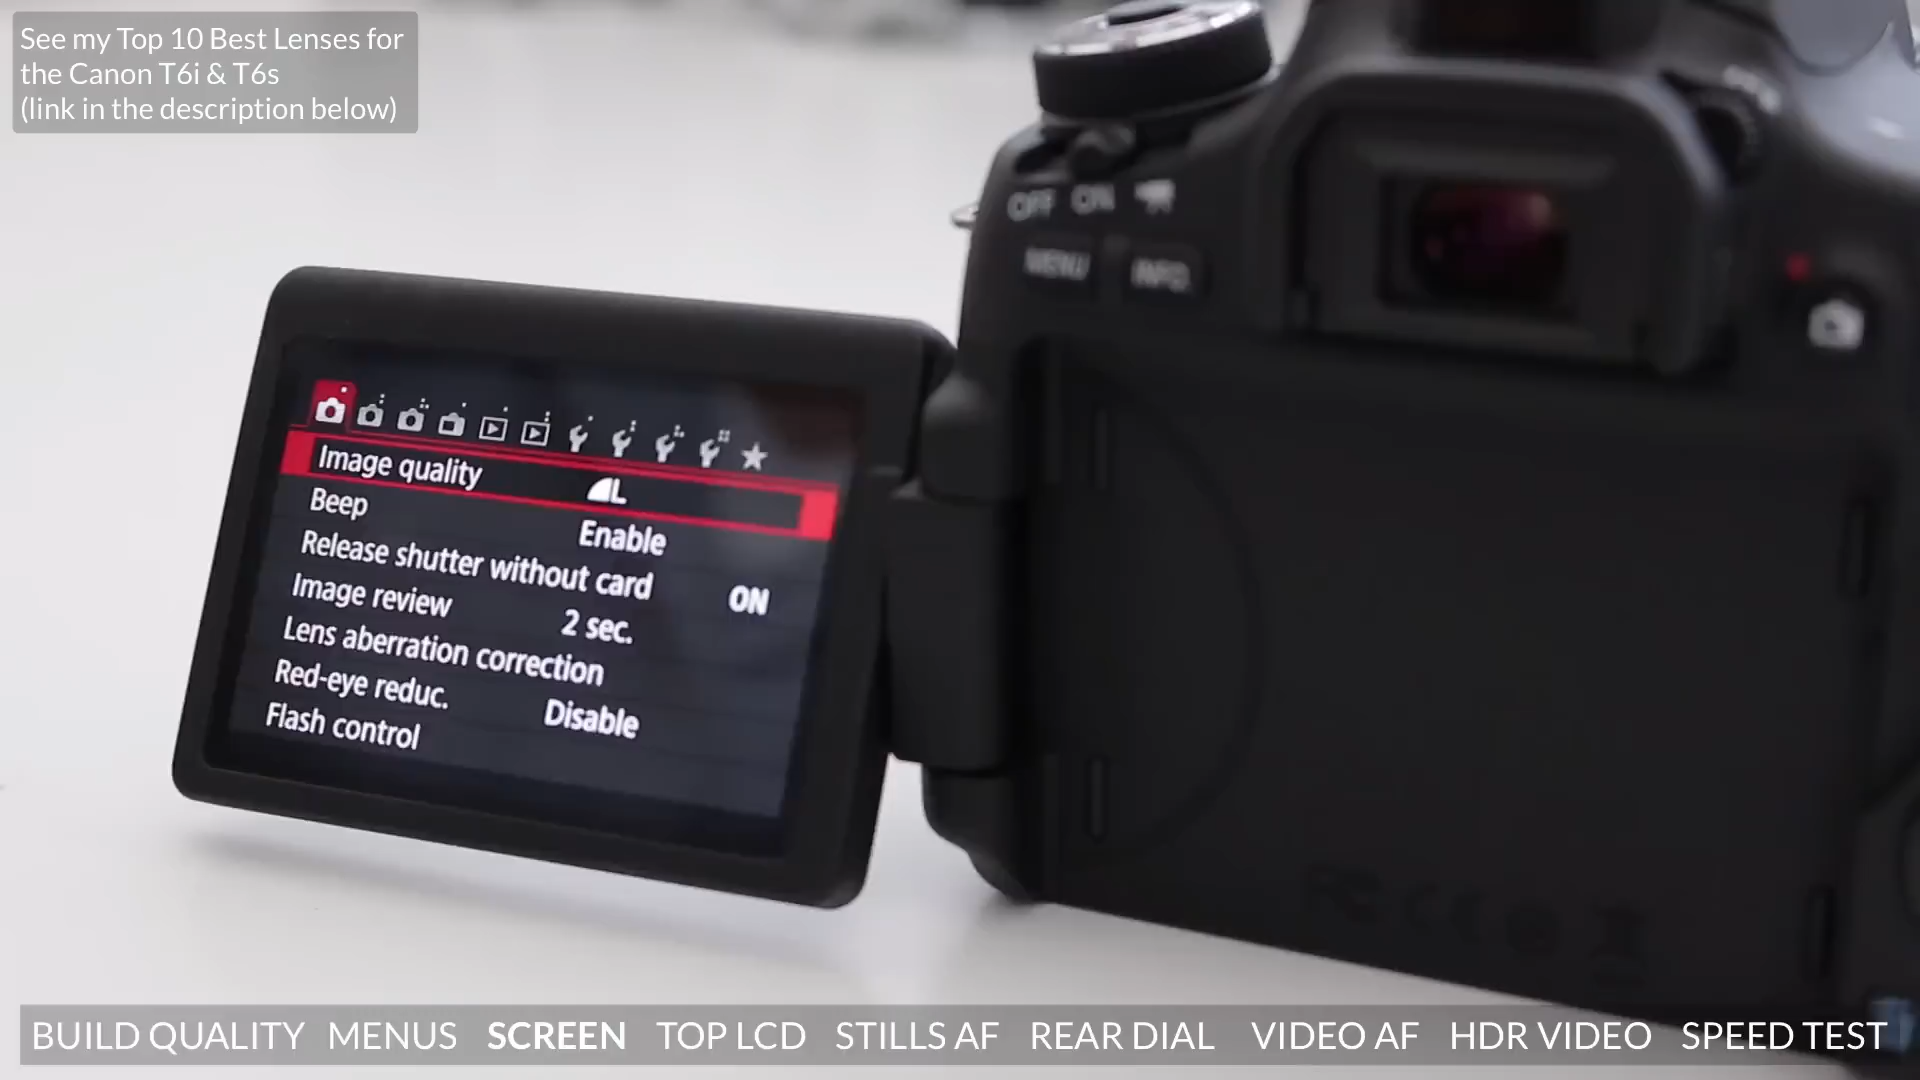 See my Top 10 Best Lenses for
the Canon T6i & T6s
(link in the description below)
OFF ON
MENU INFO.
Image quality L
Beep Enable
Release shutter without card ON
Image review 2 sec.
Lens aberration correction
Red-eye reduc. Disable
Flash control
BUILD QUALITY MENUS SCREEN TOP LCD STILLS AF REAR DIAL VIDEO AF HDR VIDEO SPEED TEST